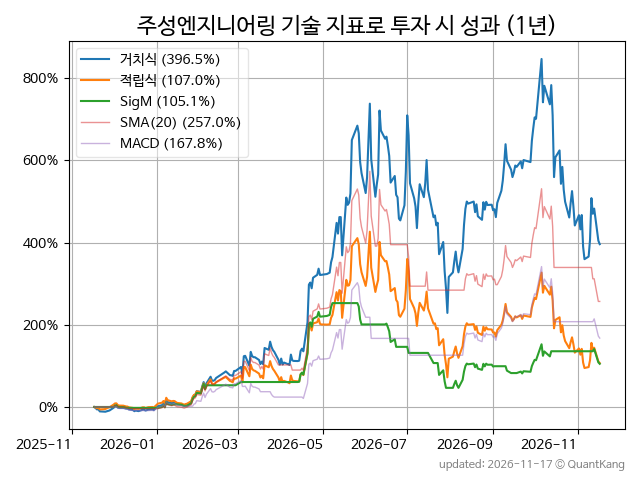 주성엔지니어링 기술 지표로 투자 시 성과 (1년)
거치식 (396.5%)
적립식 (107.0%)
SigM (105.1%)
SMA(20) (257.0%)
MACD (167.8%)
800%
600%
400%
200%
0%
2025-11 2026-01 2026-03 2026-05 2026-07 2026-09 2026-11
updated: 2026-11-17 © QuantKang